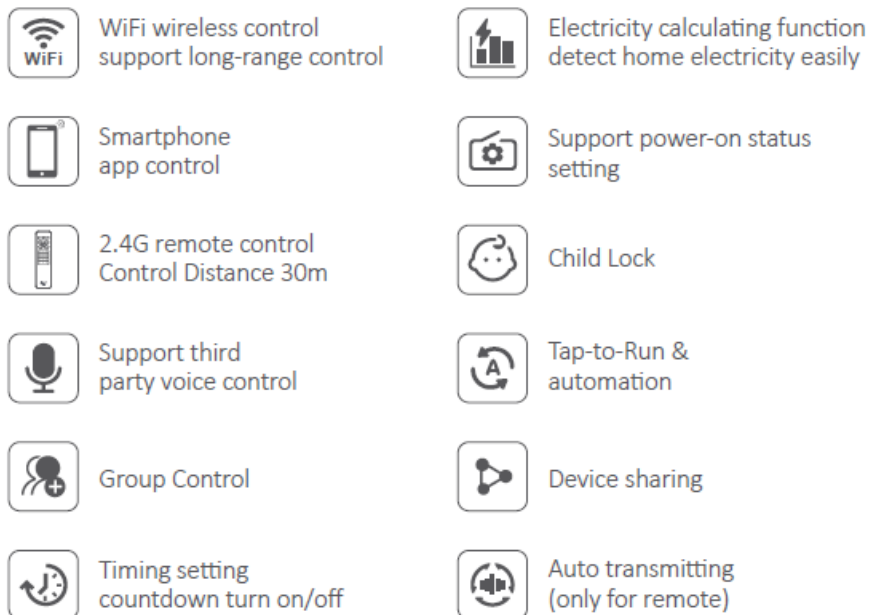 WiFi
WiFi wireless control
support long-range control
Electricity calculating function
detect home electricity easily
Smartphone
app control
Support power-on status
setting
2.4G remote control
Control Distance 30m
Child Lock
Support third
party voice control
A
Tap-to-Run &
automation
Group Control
Device sharing
Timing setting
countdown turn on/off
Auto transmitting
(only for remote)